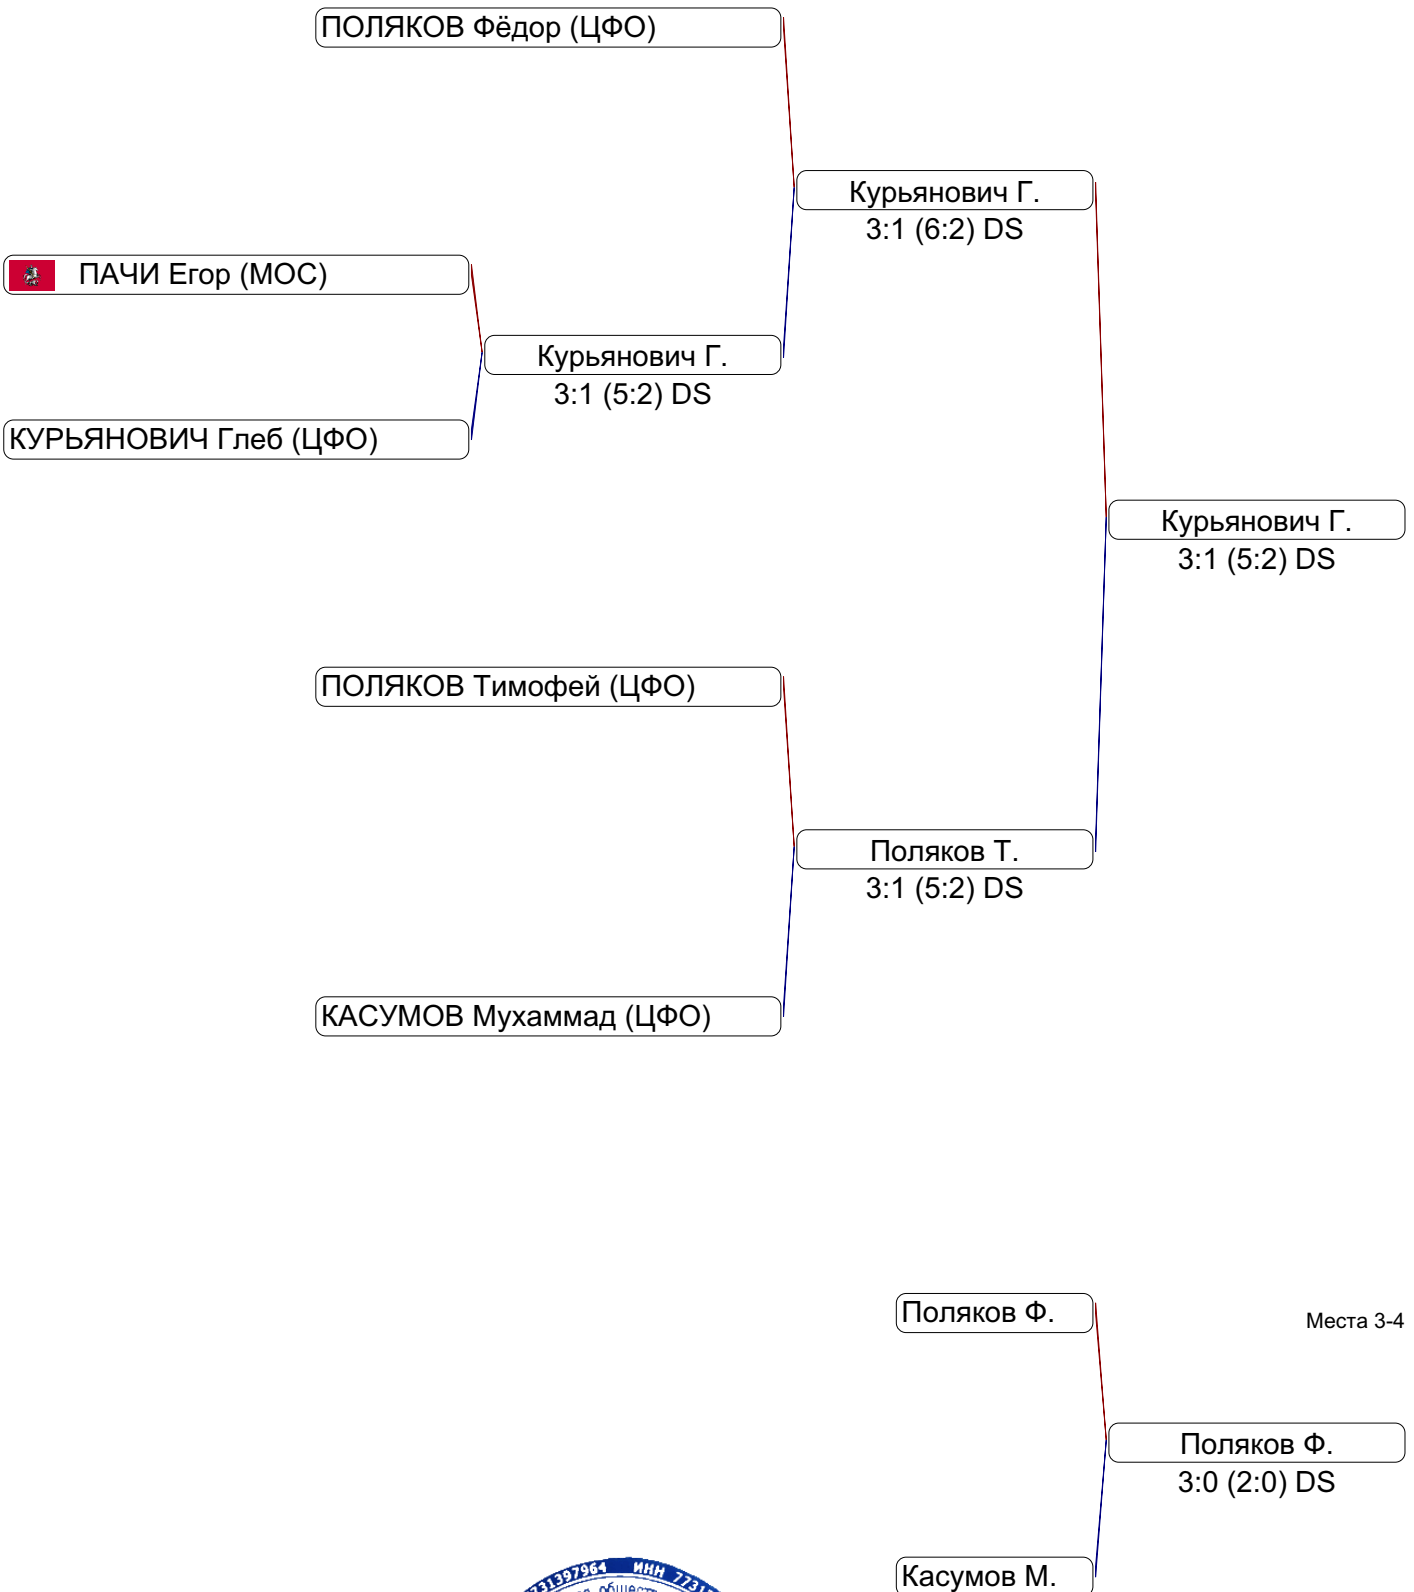 ПОЛЯКОВ Фёдор (ЦФО)
Курьянович Г.
3:1 (6:2) DS
ПАЧИ Егор (МОС)
Курьянович Г.
3:1 (5:2) DS
КУРЬЯНОВИЧ Глеб (ЦФО)
Курьянович Г.
3:1 (5:2) DS
ПОЛЯКОВ Тимофей (ЦФО)
Поляков Т.
3:1 (5:2) DS
КАСУМОВ Мухаммад (ЦФО)
Поляков Ф.
Места 3-4
Поляков Ф.
3:0 (2:0) DS
Касумов М.
ИНН